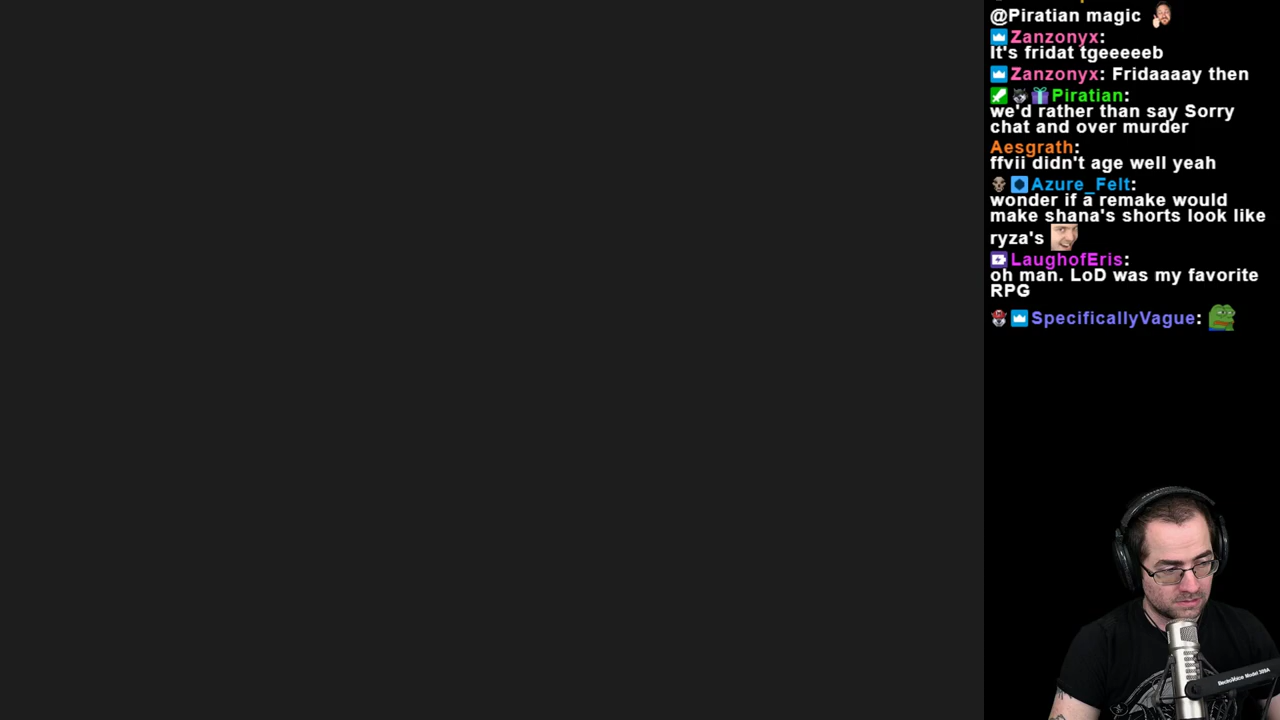 @Piratian magic
Zanzonyx:
It's fridat tgeeeeeb
Zanzonyx: Fridaaaay then
Piratian:
we'd rather than say Sorry
chat and over murder
Aesgrath:
ffvii didn't age well yeah
Azure_Felt:
wonder if a remake would
make shana's shorts look like
ryza's
LaughofEris:
oh man. LoD was my favorite
RPG
SpecificallyVague: